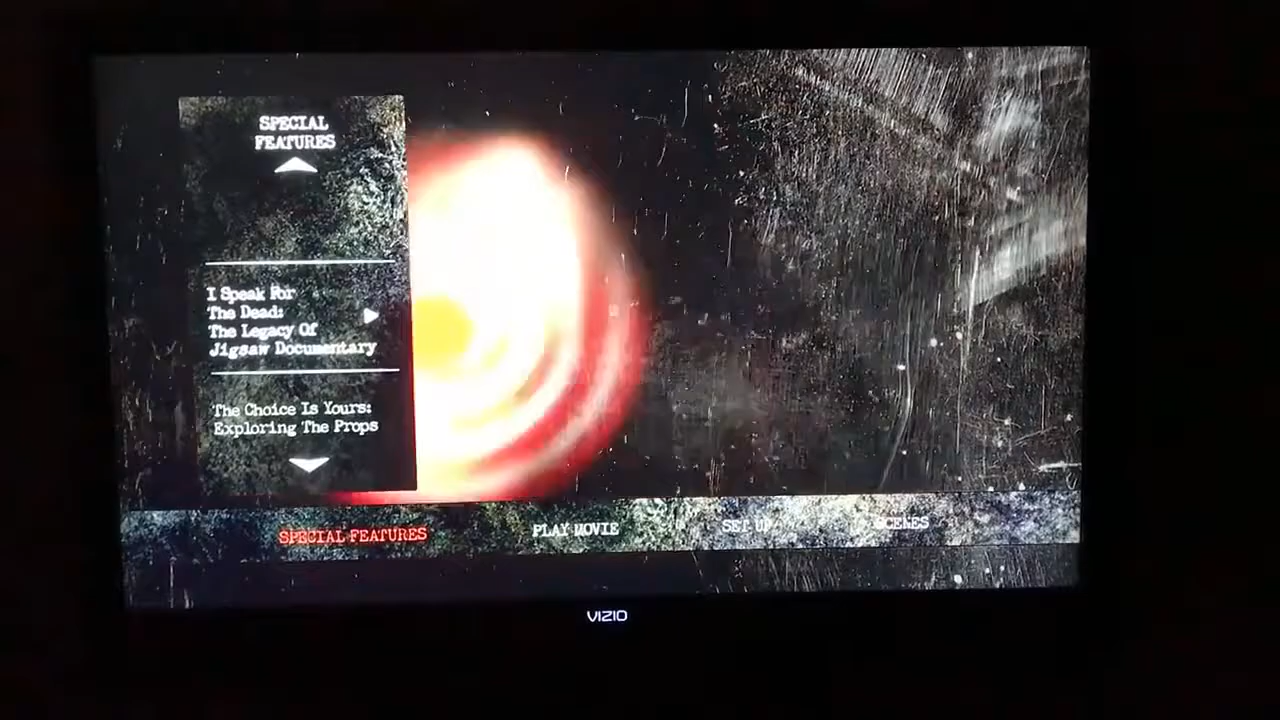 SPECIAL
FEATURES
I Speak For
The Dead:
The Legacy Of
Jigsaw Documentary
The Choice Is Yours:
Exploring The Props
SPECIAL FEATURES
PLAY MOVIE
SET UP
SCENES
VIZIO